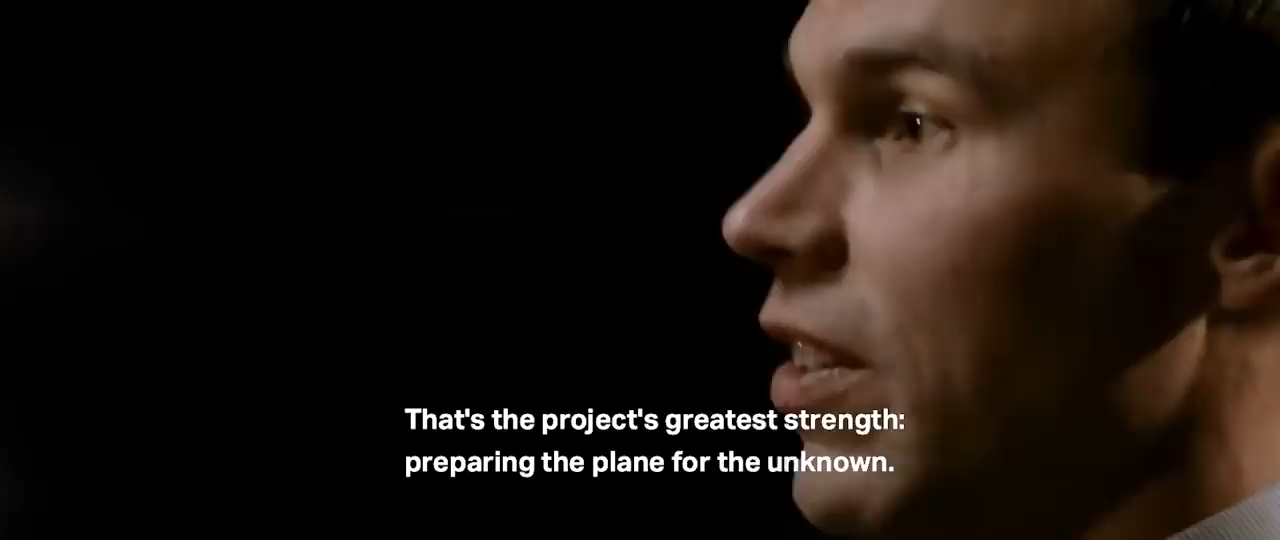 That's the project's greatest strength:
preparing the plane for the unknown.